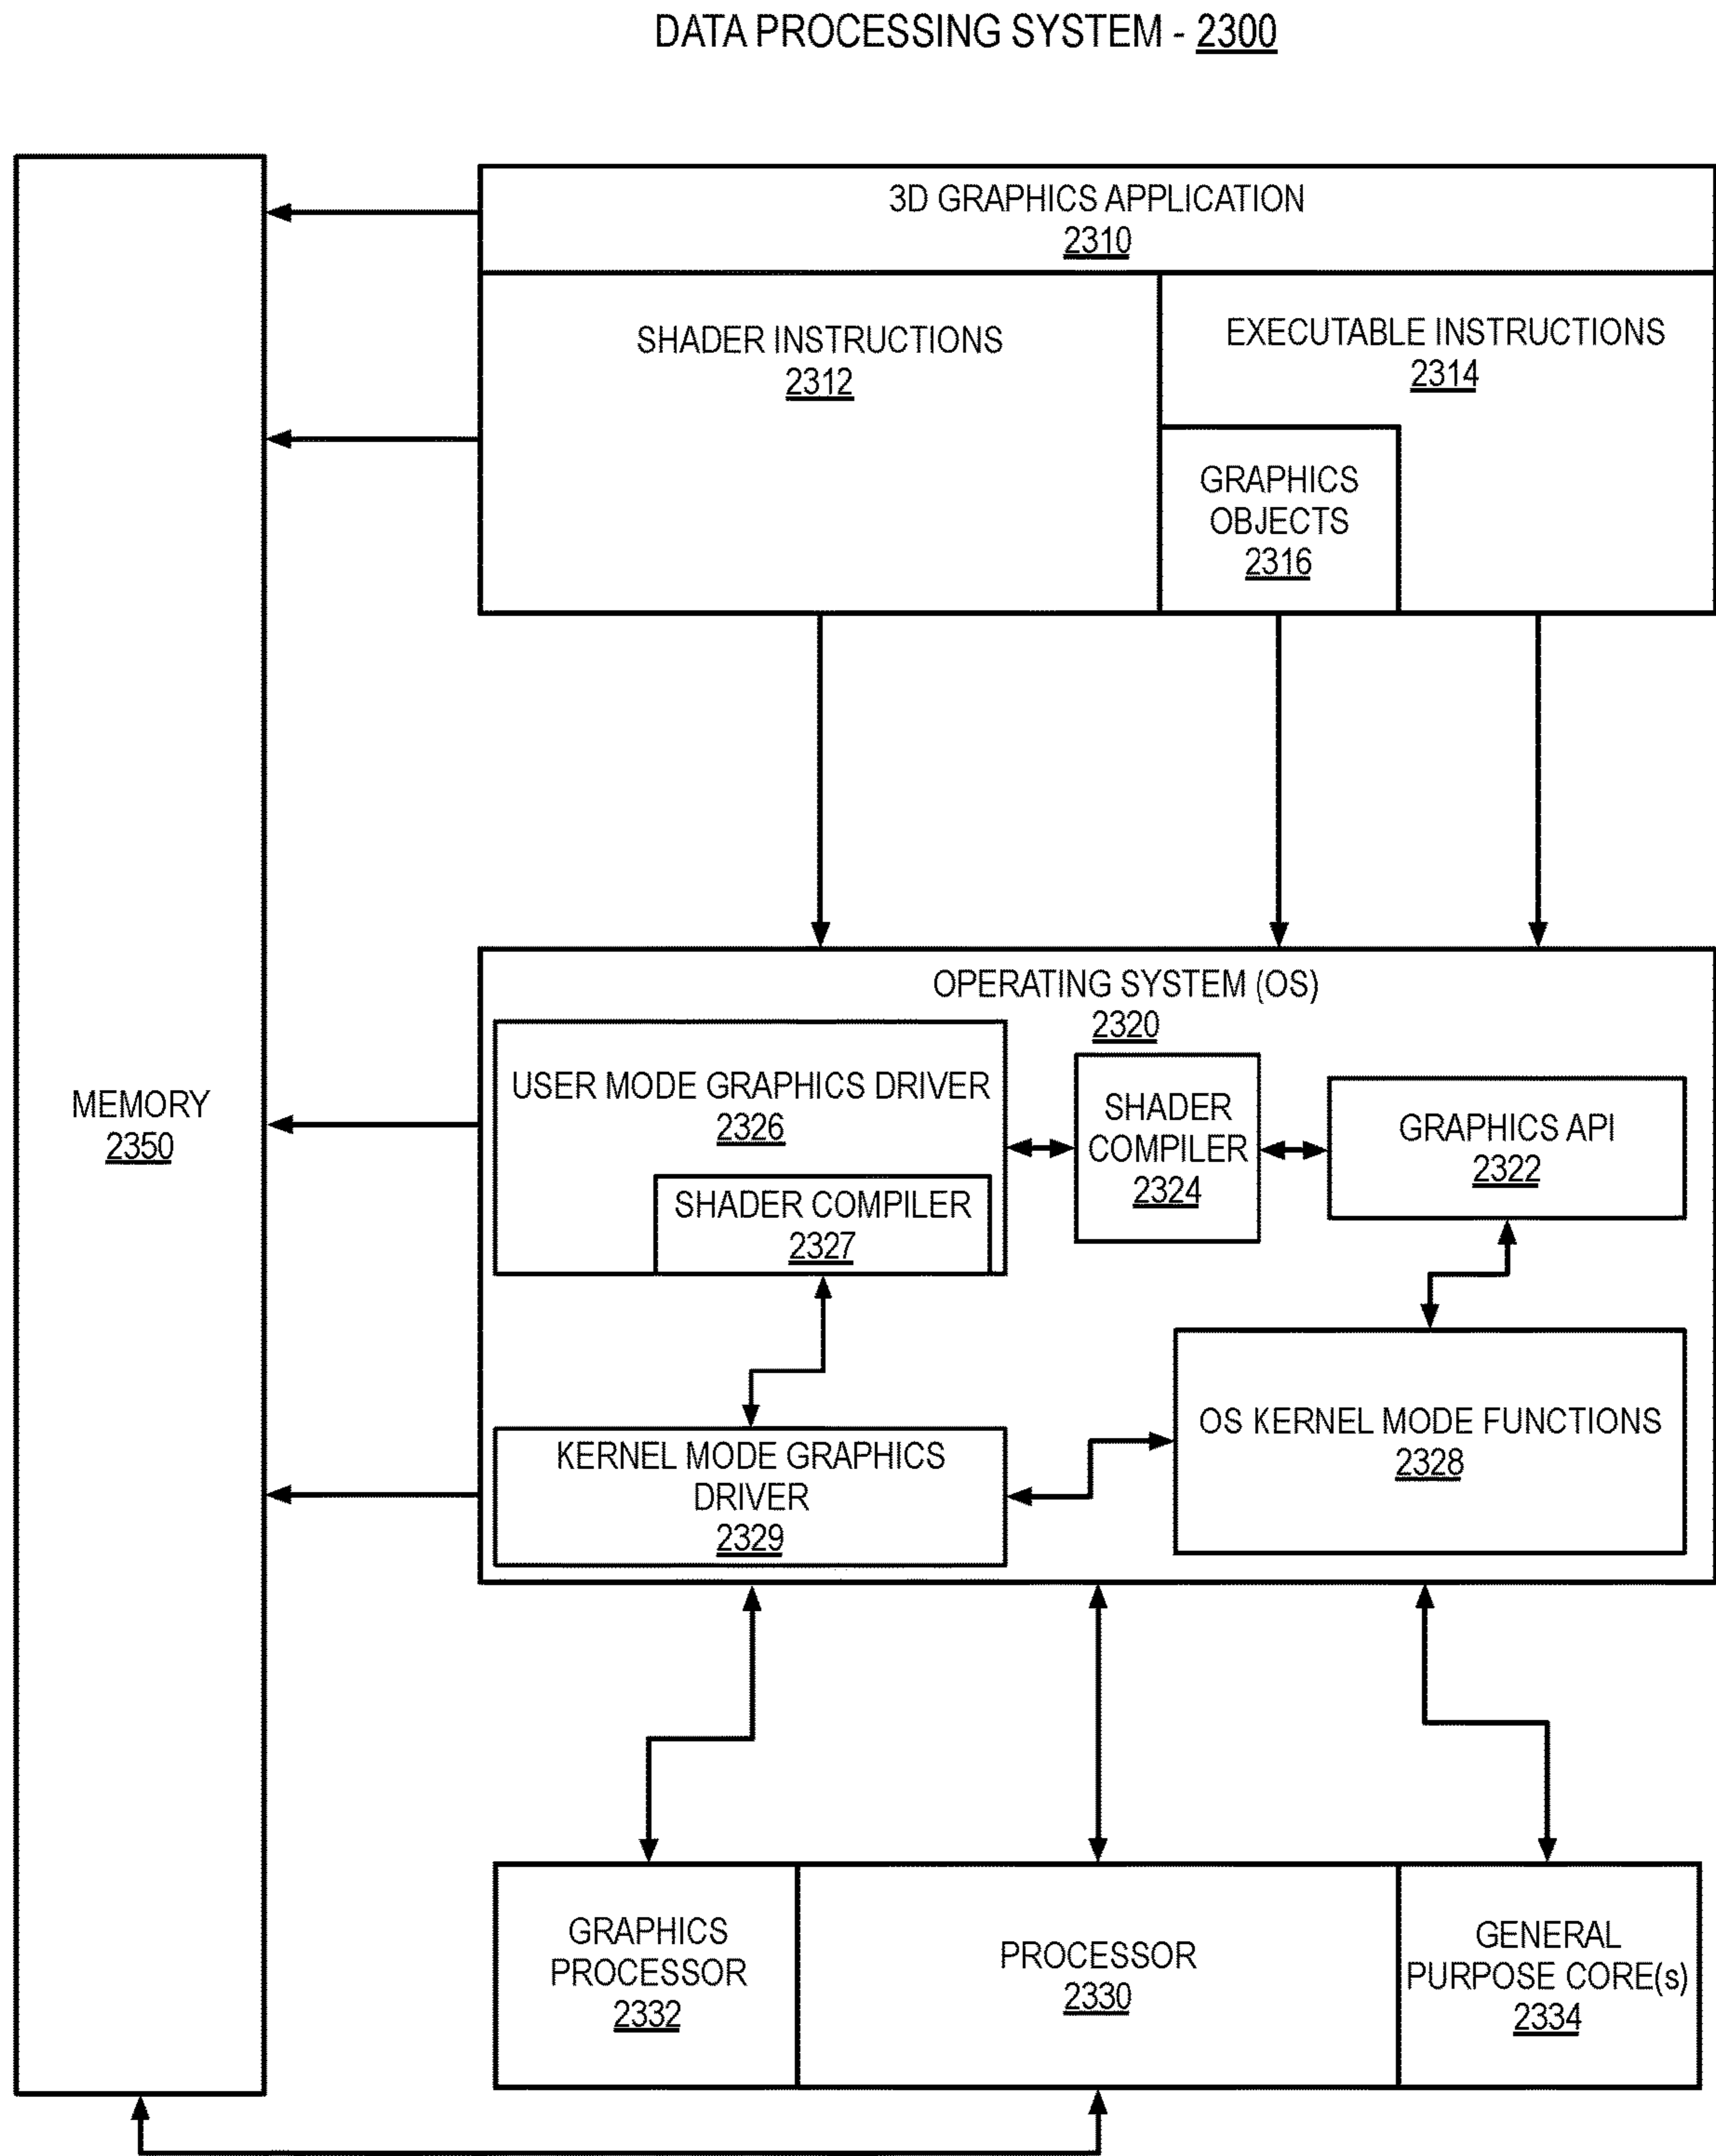 DATA PROCESSING SYSTEM - 2300
3D GRAPHICS APPLICATION
2310
SHADER INSTRUCTIONS
2312
EXECUTABLE INSTRUCTIONS
2314
GRAPHICS
OBJECTS
2316
MEMORY
2350
OPERATING SYSTEM (OS)
2320
USER MODE GRAPHICS DRIVER
2326
SHADER COMPILER
2327
SHADER
COMPILER
2324
GRAPHICS API
2322
KERNEL MODE GRAPHICS
DRIVER
2329
OS KERNEL MODE FUNCTIONS
2328
GRAPHICS
PROCESSOR
2332
PROCESSOR
2330
GENERAL
PURPOSE CORE(s)
2334